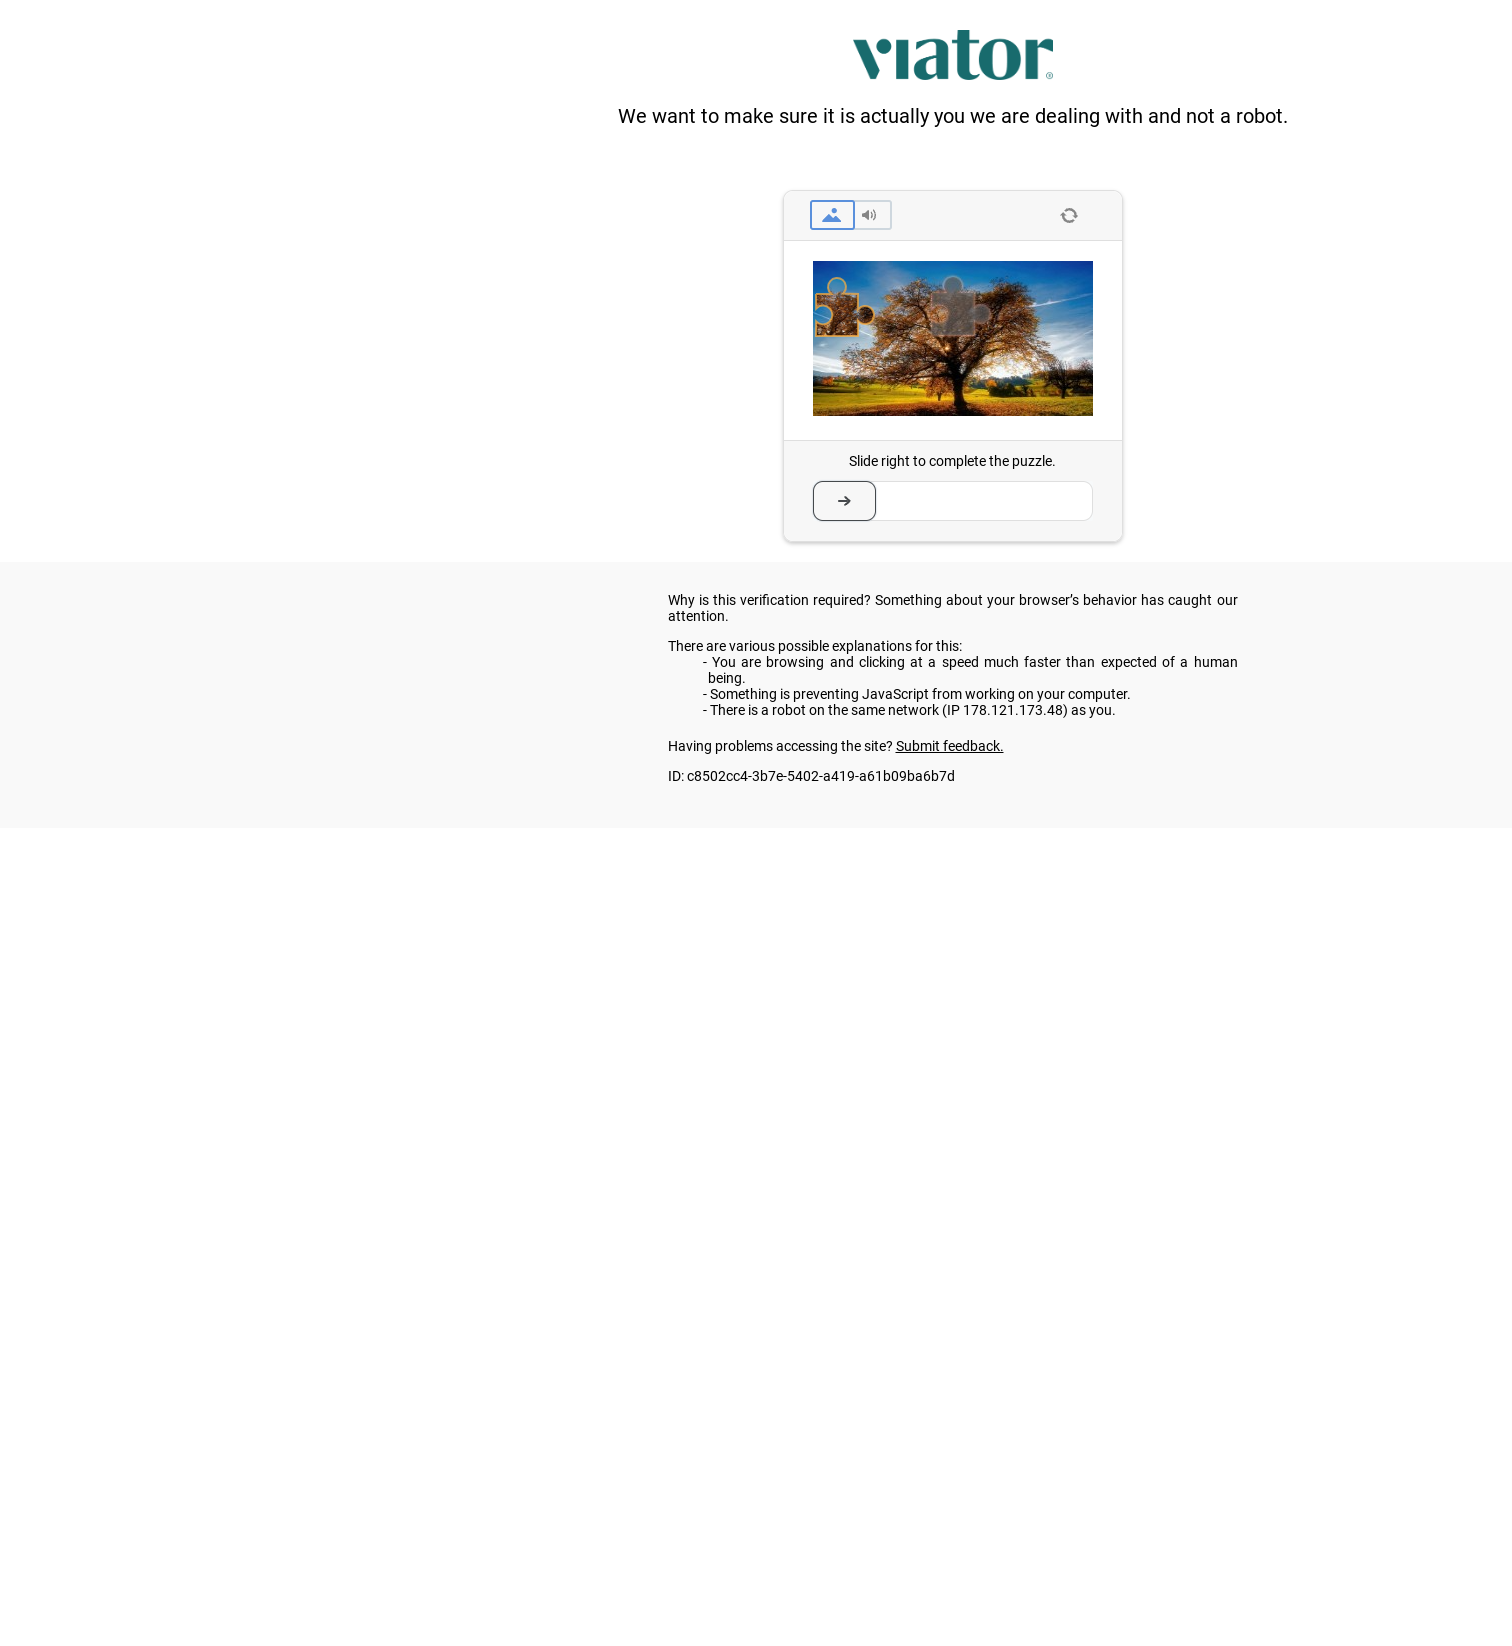 viator®
We want to make sure it is actually you we are dealing with and not a robot.
Slide right to complete the puzzle.
Why is this verification required? Something about your browser’s behavior has caught our
attention.
There are various possible explanations for this:
- You are browsing and clicking at a speed much faster than expected of a human
being.
- Something is preventing JavaScript from working on your computer.
- There is a robot on the same network (IP 178.121.173.48) as you.
Having problems accessing the site? Submit feedback.
ID: c8502cc4-3b7e-5402-a419-a61b09ba6b7d